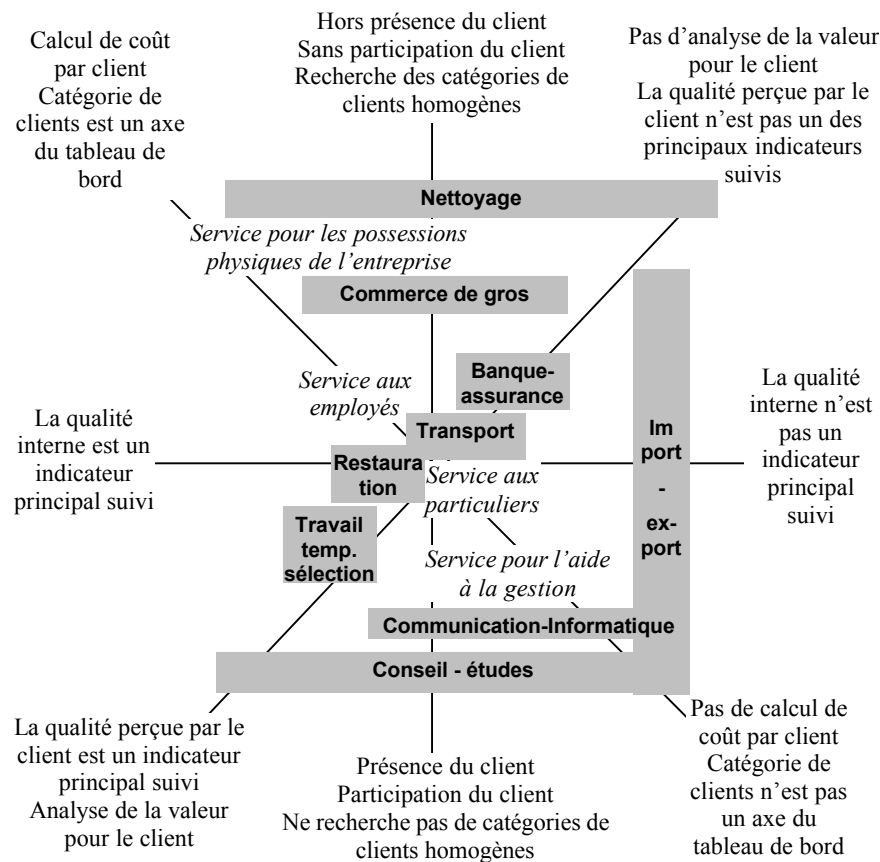 Calcul de coût
par client
Catégorie de
clients est un axe
du tableau de
bord
Hors présence du client
Sans participation du client
Recherche des catégories de
clients homogènes
Pas d’analyse de la valeur
pour le client
La qualité perçue par le
client n’est pas un des
principaux indicateurs
suivis
Nettoyage
Service pour les possessions
physiques de l’entreprise
Commerce de gros
Banque-
assurance
Service aux
employés
Transport
La qualité
interne est un
indicateur
principal suivi
Restaura
tion
Service aux
particuliers
Im
port
-
ex-
port
La qualité
interne n’est
pas un
indicateur
principal
suivi
Travail
temp.
sélection
Service pour l’aide
à la gestion
Communication-Informatique
Conseil - études
La qualité perçue par le
client est un indicateur
principal suivi
Analyse de la valeur
pour le client
Présence du client
Participation du client
Ne recherche pas de catégories de
clients homogènes
Pas de calcul de
coût par client
Catégorie de
clients n’est pas
un axe du
tableau de bord